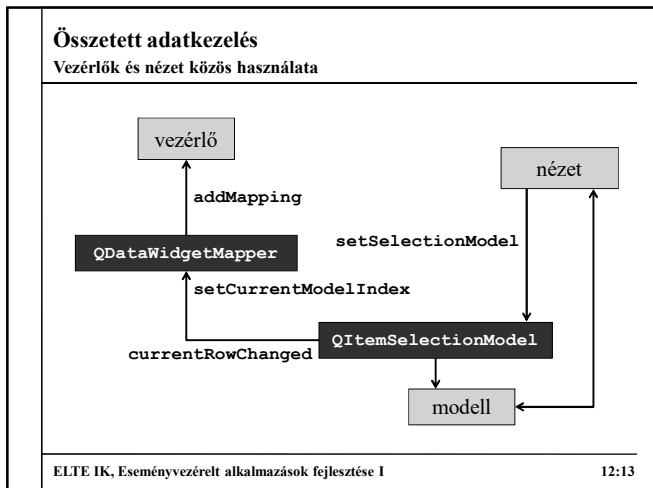 Összetett adatkezelés
Vezérlők és nézet közös használata
vezérlő
nézet
addMapping
setSelectionModel
QDataWidgetMapper
setCurrentModelIndex
QItemSelectionModel
currentRowChanged
modell
ELTE IK, Eseményvezérelt alkalmazások fejlesztése I 12:13